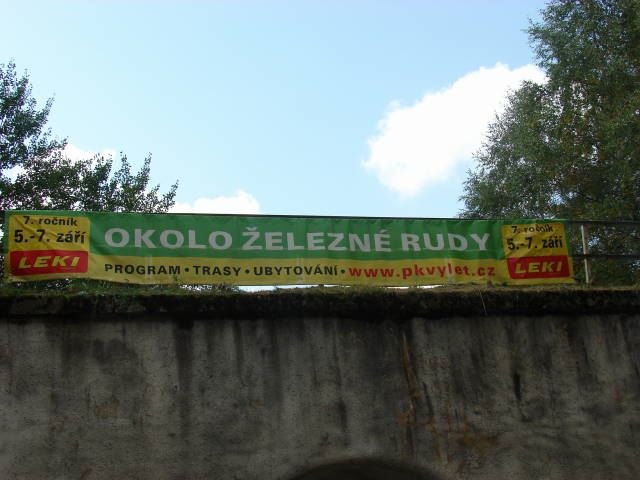 7. ročník
5.-7. září
LEKI
OKOLO ŽELEZNÉ RUDY
PROGRAM • TRASY • UBYTOVÁNÍ • www.pkvylet.cz
7. ročník
5.-7. září
LEKI